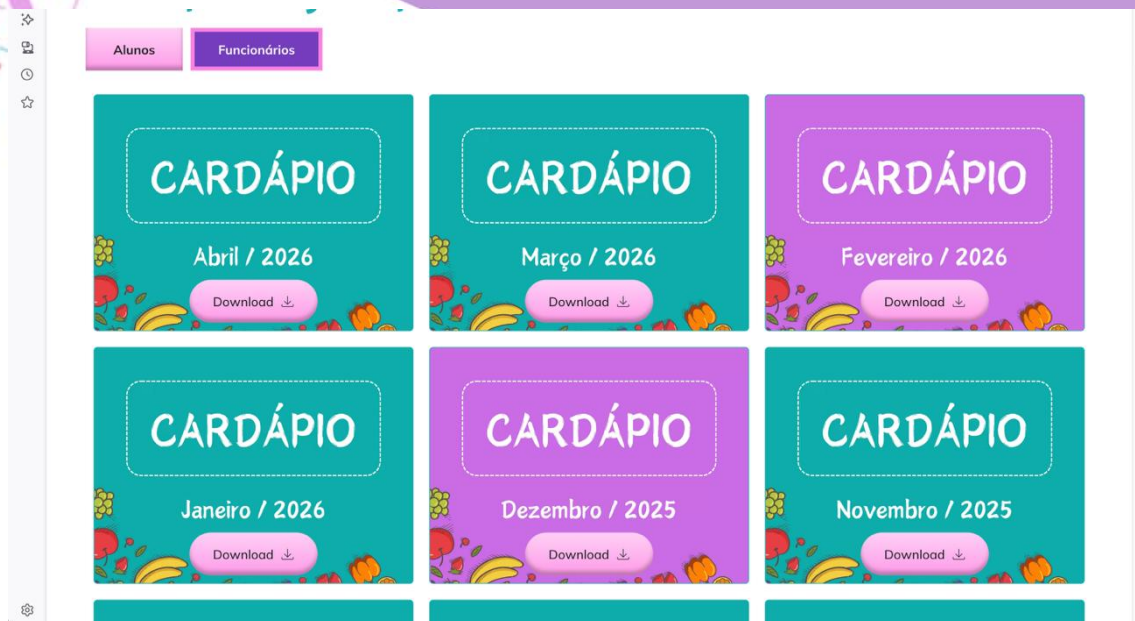 Alunos
Funcionários
CARDÁPIO
Abril / 2026
Download
CARDÁPIO
Março / 2026
Download
CARDÁPIO
Fevereiro / 2026
Download
CARDÁPIO
Janeiro / 2026
Download
CARDÁPIO
Dezembro / 2025
Download
CARDÁPIO
Novembro / 2025
Download